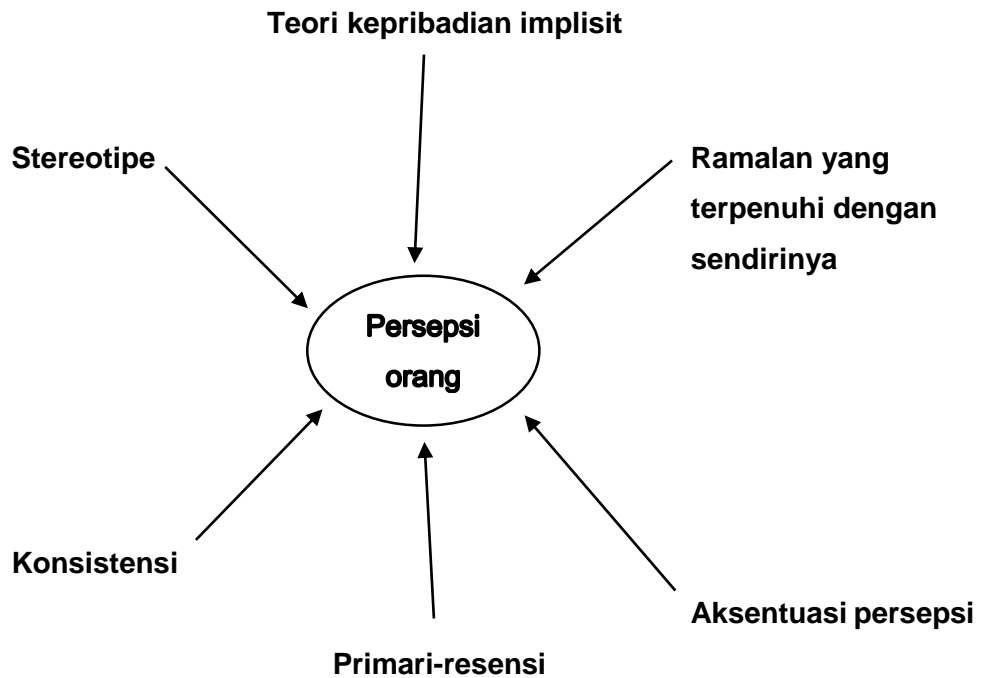 Teori kepribadian implisit
Stereotipe
Ramalan yang
terpenuhi dengan
sendirinya
Persepsi
orang
Konsistensi
Aksentuasi persepsi
Primari-resensi